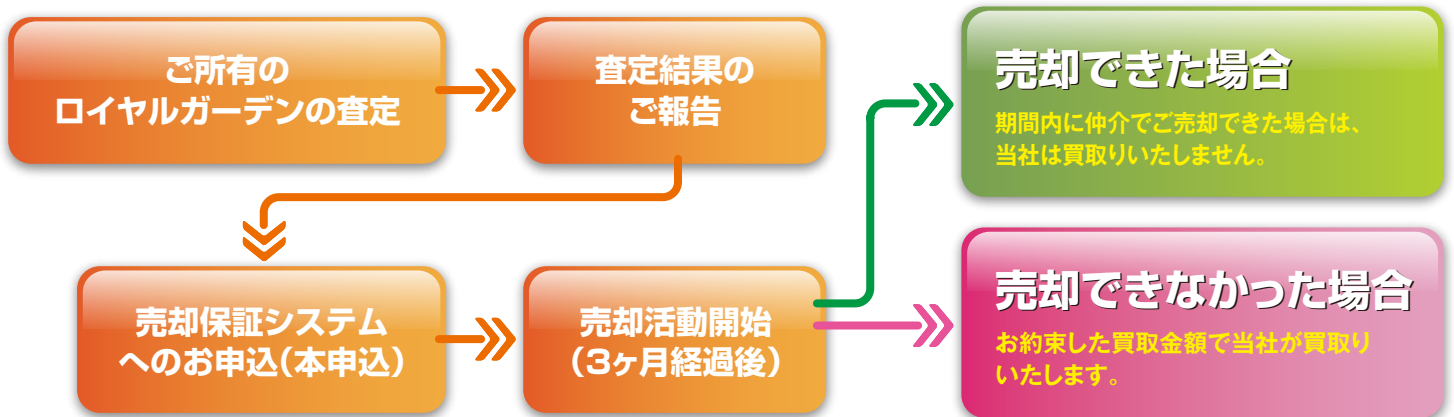 ご所有の
ロイヤルガーデンの査定
査定結果の
ご報告
売却保証システム
へのお申込(本申込)
売却活動開始
(3ヶ月経過後)
売却できた場合
期間内に仲介でご売却できた場合は、
当社は買取りいたしません。
売却できなかった場合
お約束した買取金額で当社が買取り
いたします。